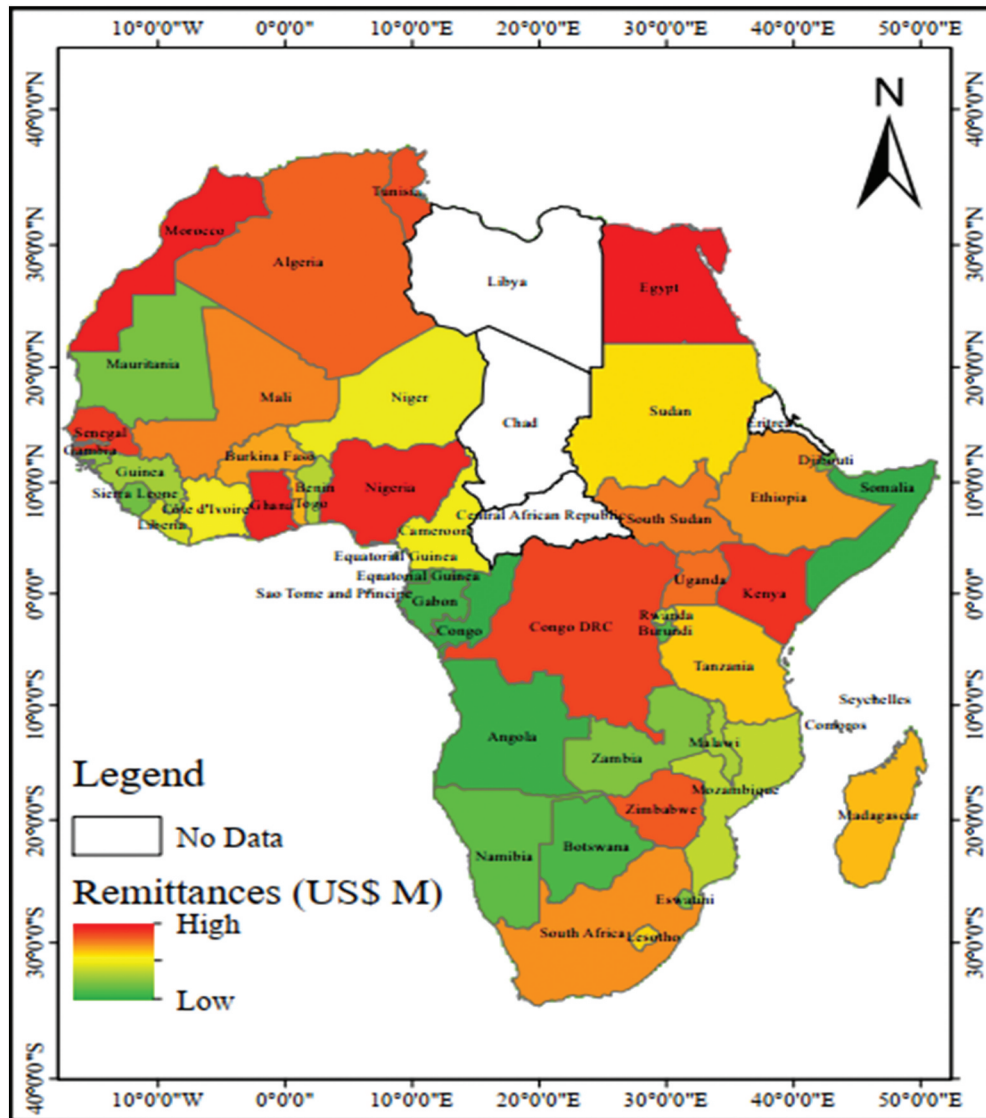 10°0'0"W 0°0'0" 10°0'0"E 20°0'0"E 30°0'0"E 40°0'0"E 50°0'0"E
40°0'0"N 40°0'0"N
N
Tunisia
Morocco
30°0'0"N 30°0'0"N
Algeria
Libya
Egypt
20°0'0"N 20°0'0"N
Mauritania
Mali
Niger
Sudan
Chad
Eritrea
Senegal
Gambia
Burkina Faso
Djibouti
10°0'0"N 10°0'0"N
Guinea
Benin
Nigeria
Ethiopia
Somalia
Sierra Leone
Côte d'Ivoire
Ghana
Togo
Central African Republic
South Sudan
Liberia
Cameroon
Equatorial Guinea
Equatorial Guinea
Uganda
0°0'0" 0°0'0"
Sao Tome and Principe
Gabon
Kenya
Rwanda
Congo
Congo DRC
Burundi
Tanzania
Seychelles
10°0'0"S 10°0'0"S
Comoros
Angola
Malawi
Zambia
Mozambique
Zimbabwe
Madagascar
20°0'0"S 20°0'0"S
Namibia
Botswana
Eswatini
South Africa
Lesotho
30°0'0"S 30°0'0"S
Legend
No Data
Remittances (US$ M)
High
Low
40°0'0"S 40°0'0"S
10°0'0"W 0°0'0" 10°0'0"E 20°0'0"E 30°0'0"E 40°0'0"E 50°0'0"E